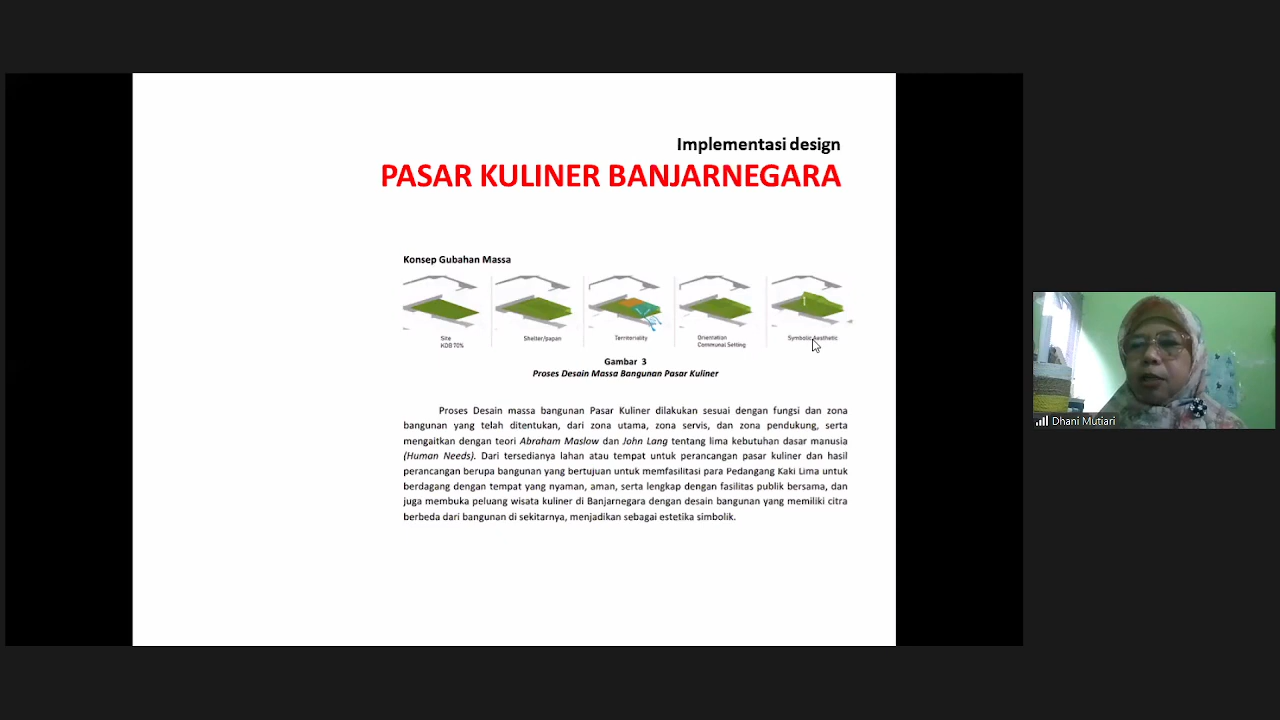 Implementasi design
PASAR KULINER BANJARNEGARA
Konsep Gubahan Massa
Site
KDB 70%
Shelter/papan
Territoriality
Orientation
Communal Setting
Symbolic Aesthetic
Gambar 3
Proses Desain Massa Bangunan Pasar Kuliner
Proses Desain massa bangunan Pasar Kuliner dilakukan sesuai dengan fungsi dan zona
bangunan yang telah ditentukan, dari zona utama, zona servis, dan zona pendukung, serta
mengaitkan dengan teori Abraham Maslow dan John Lang tentang lima kebutuhan dasar manusia
(Human Needs). Dari tersedianya lahan atau tempat untuk perancangan pasar kuliner dan hasil
perancangan berupa bangunan yang bertujuan untuk memfasilitasi para Pedangang Kaki Lima untuk
berdagang dengan tempat yang nyaman, aman, serta lengkap dengan fasilitas publik bersama, dan
juga membuka peluang wisata kuliner di Banjarnegara dengan desain bangunan yang memiliki citra
berbeda dari bangunan di sekitarnya, menjadikan sebagai estetika simbolik.
Dhani Mutiari